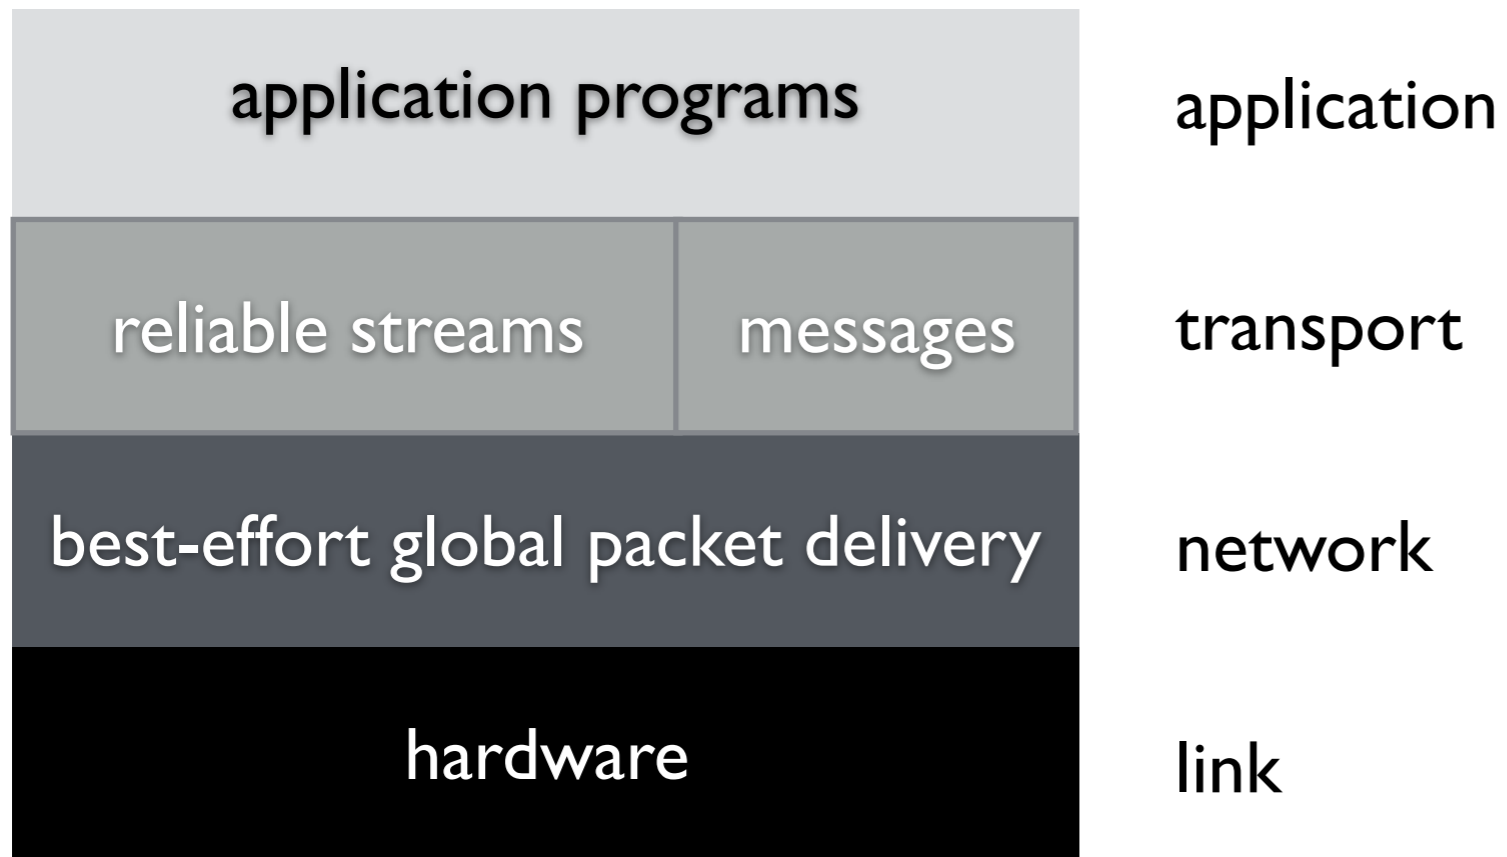 application programs
application
reliable streams
messages
transport
best-effort global packet delivery
network
hardware
link